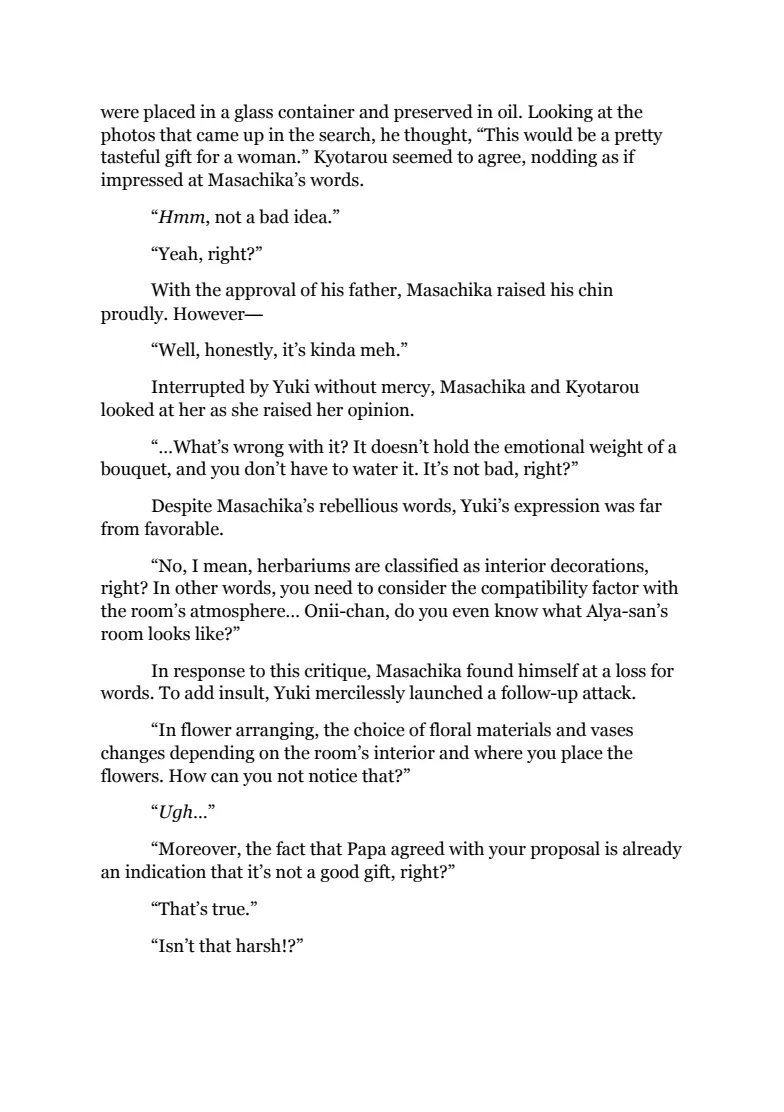 were placed in a glass container and preserved in oil. Looking at the
photos that came up in the search, he thought, “This would be a pretty
tasteful gift for a woman.” Kyotarou seemed to agree, nodding as if
impressed at Masachika’s words.
“Hmm, not a bad idea.”
“Yeah, right?”
With the approval of his father, Masachika raised his chin
proudly. However—
“Well, honestly, it’s kinda meh.”
Interrupted by Yuki without mercy, Masachika and Kyotarou
looked at her as she raised her opinion.
“…What’s wrong with it? It doesn’t hold the emotional weight of a
bouquet, and you don’t have to water it. It’s not bad, right?”
Despite Masachika’s rebellious words, Yuki’s expression was far
from favorable.
“No, I mean, herbariums are classified as interior decorations,
right? In other words, you need to consider the compatibility factor with
the room’s atmosphere… Onii-chan, do you even know what Alya-san’s
room looks like?”
In response to this critique, Masachika found himself at a loss for
words. To add insult, Yuki mercilessly launched a follow-up attack.
“In flower arranging, the choice of floral materials and vases
changes depending on the room’s interior and where you place the
flowers. How can you not notice that?”
“Ugh…”
“Moreover, the fact that Papa agreed with your proposal is already
an indication that it’s not a good gift, right?”
“That’s true.”
“Isn’t that harsh!?”